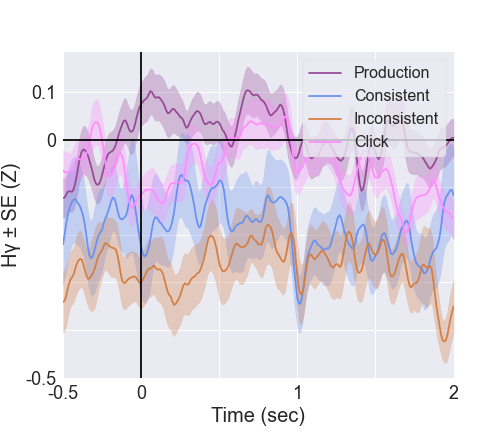 Production
Consistent
Inconsistent
Click
0.1
0
-0.5
Hγ ± SE (Z)
-0.5
0
1
2
Time (sec)